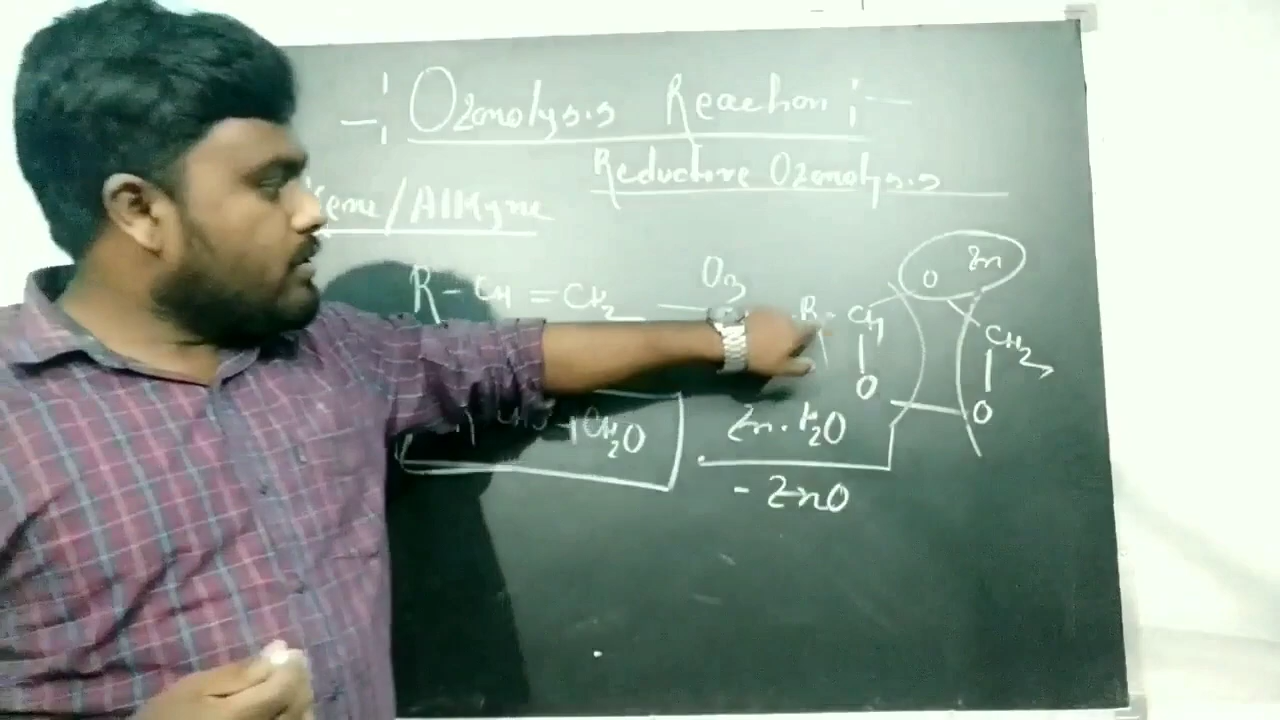 -: Ozonolysis Reaction :-
Reductive Ozonolysis
/Alkyne
R - CH = CH2 O3 R - CH O Zn CH2
O O
CH2O Zn. H2O
- ZnO